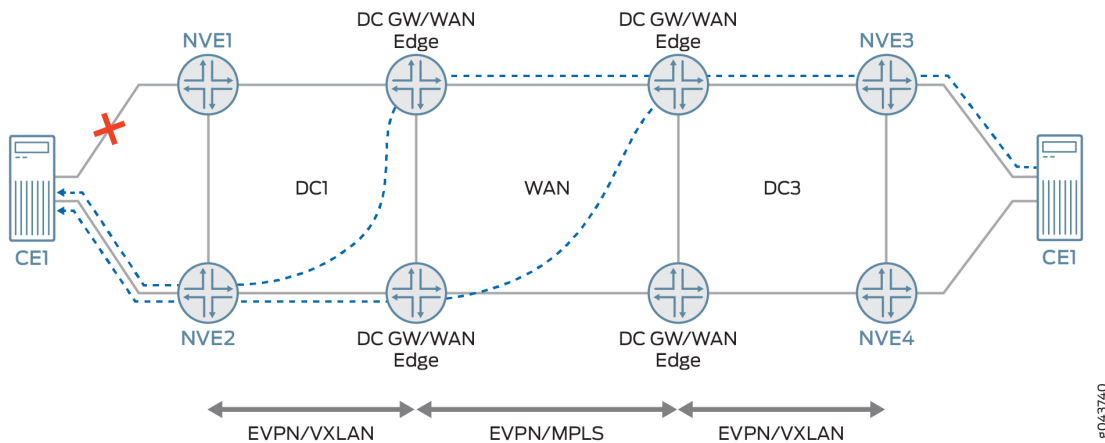 DC GW/WAN
Edge
DC GW/WAN
Edge
NVE1
NVE3
DC1
WAN
DC3
CE1
CE1
NVE2
DC GW/WAN
Edge
DC GW/WAN
Edge
NVE4
EVPN/VXLAN
EVPN/MPLS
EVPN/VXLAN
g043740